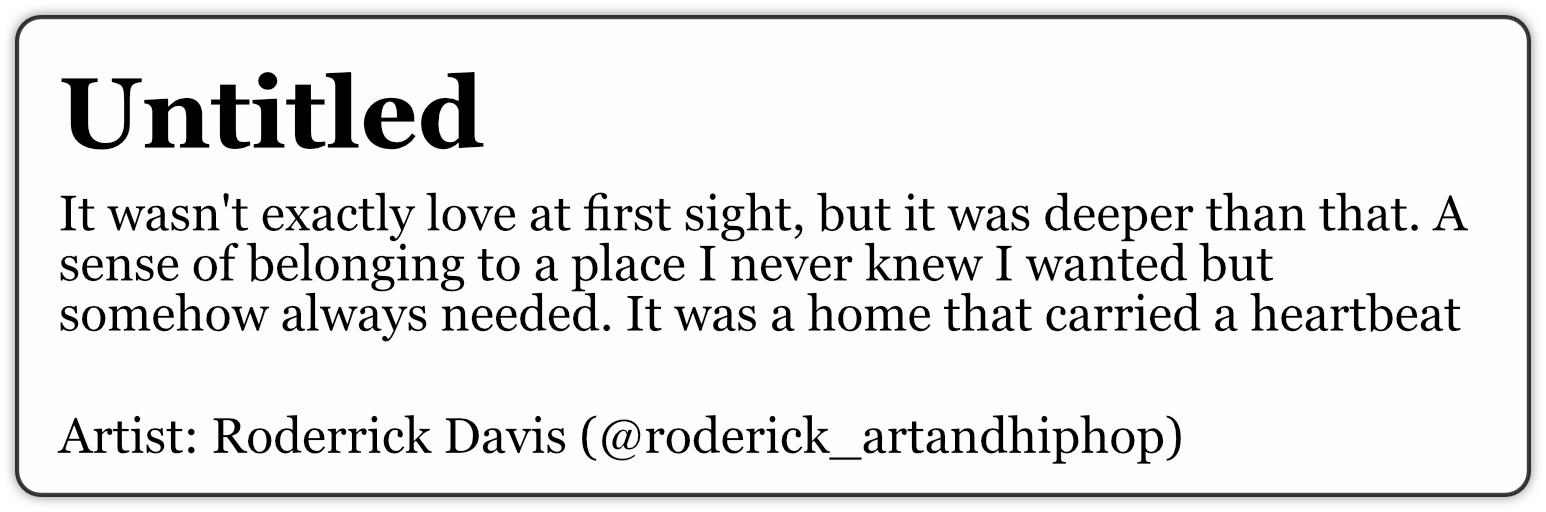 Untitled
It wasn't exactly love at first sight, but it was deeper than that. A
sense of belonging to a place I never knew I wanted but
somehow always needed. It was a home that carried a heartbeat
Artist: Roderrick Davis (@roderick_artandhiphop)